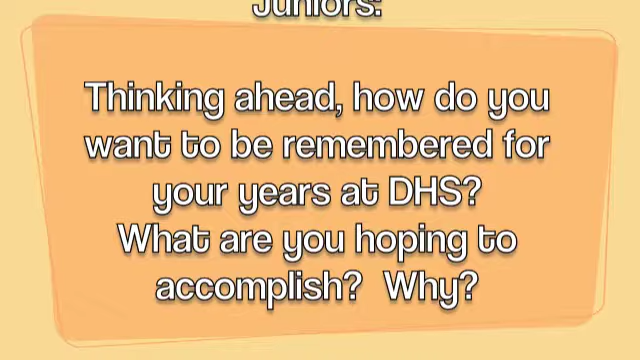 Juniors:
Thinking ahead, how do you
want to be remembered for
your years at DHS?
What are you hoping to
accomplish? Why?